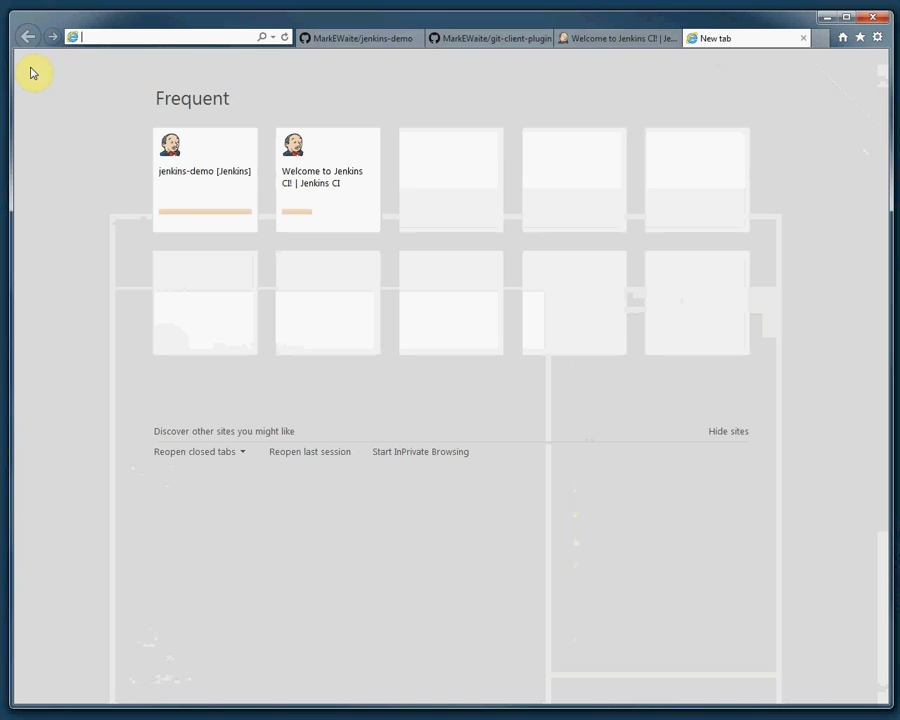 MarkEWaite/jenkins-demo
MarkEWaite/git-client-plugin
Welcome to Jenkins CI! | Je...
New tab
Frequent
jenkins-demo [Jenkins]
Welcome to Jenkins
CI! | Jenkins CI
Discover other sites you might like
Hide sites
Reopen closed tabs
Reopen last session
Start InPrivate Browsing